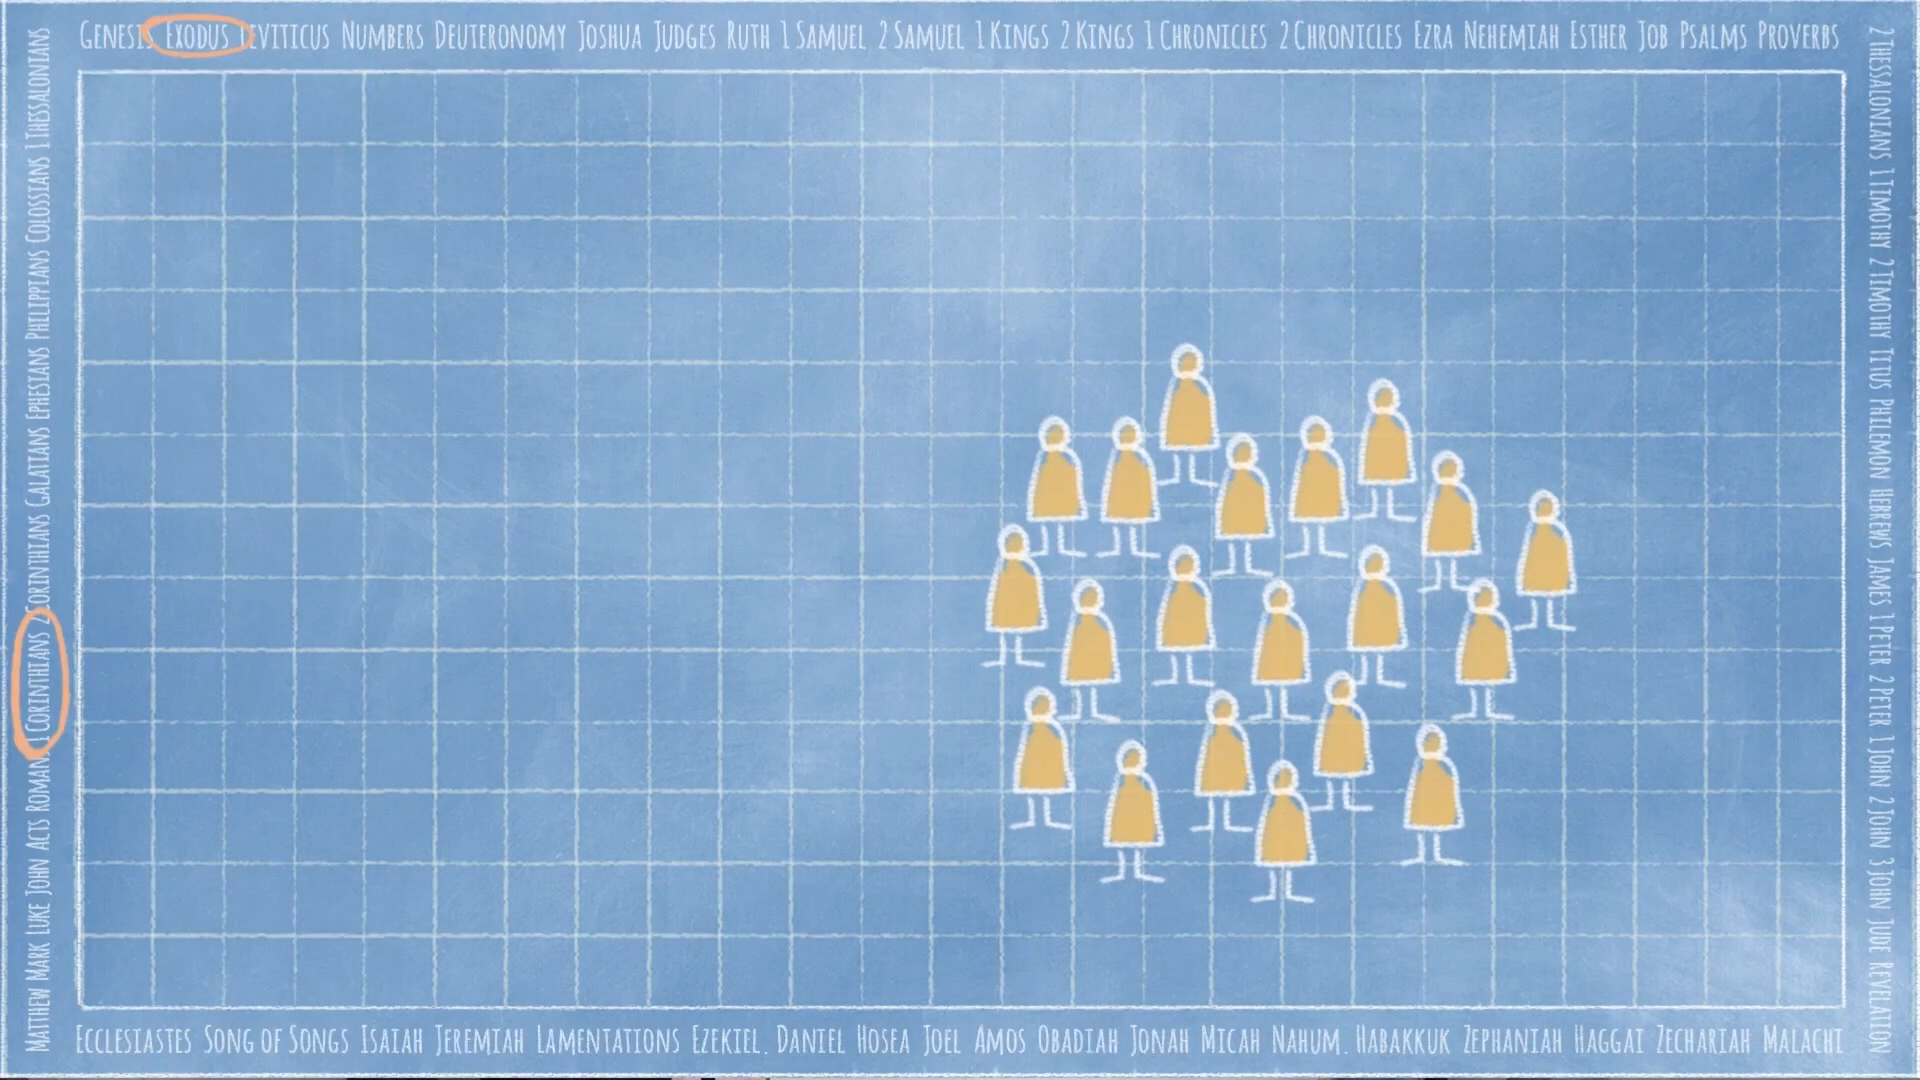 Genesis Exodus Leviticus Numbers Deuteronomy Joshua Judges Ruth 1 Samuel 2 Samuel 1 Kings 2 Kings 1 Chronicles 2 Chronicles Ezra Nehemiah Esther Job Psalms Proverbs
Matthew Mark Luke John Acts Romans 1 Corinthians 2 Corinthians Galatians Ephesians Philippians Colossians 1 Thessalonians
2 Thessalonians 1 Timothy 2 Timothy Titus Philemon Hebrews James 1 Peter 2 Peter 1 John 2 John 3 John Jude Revelation
Ecclesiastes Song of Songs Isaiah Jeremiah Lamentations Ezekiel. Daniel Hosea Joel Amos Obadiah Jonah Micah Nahum. Habakkuk Zephaniah Haggai Zechariah Malachi